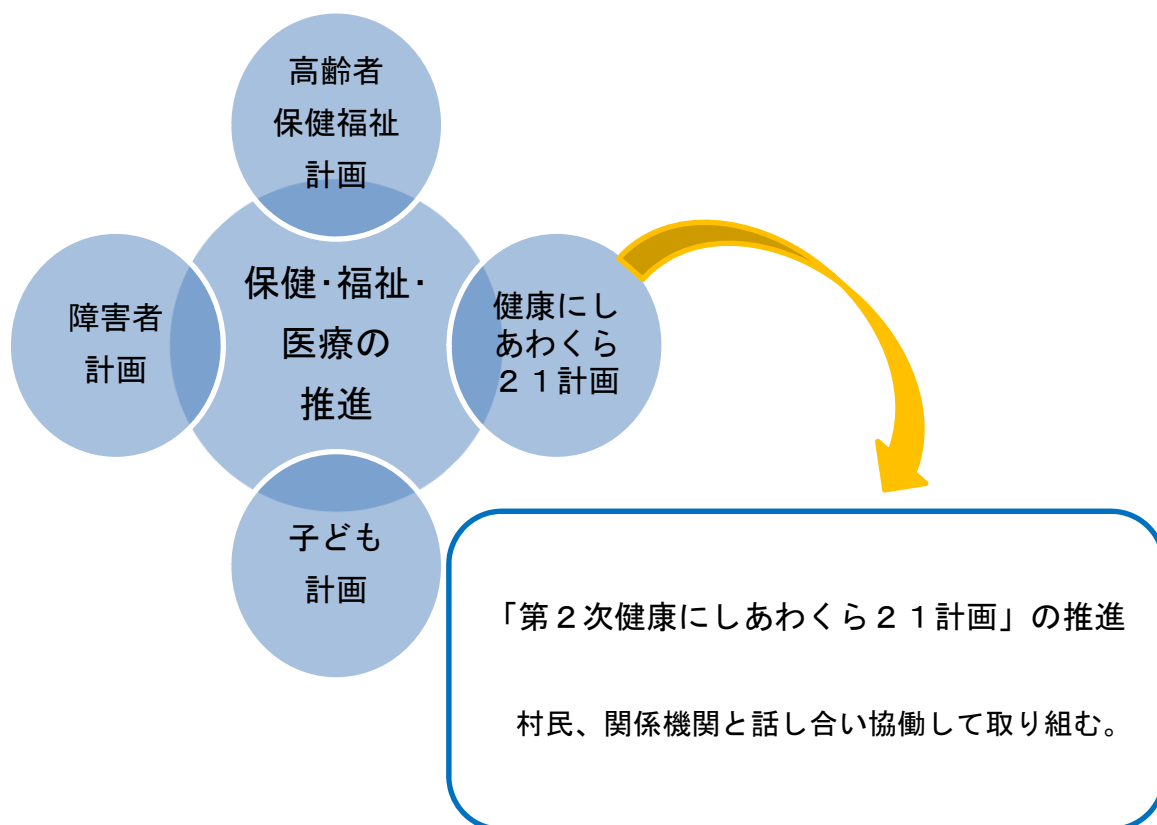 高齢者
保健福祉
計画
保健・福祉・
医療の
推進
障害者
計画
健康にし
あわくら
２１計画
子ども
計画
「第２次健康にしあわくら２１計画」の推進
村民、関係機関と話し合い協働して取り組む。